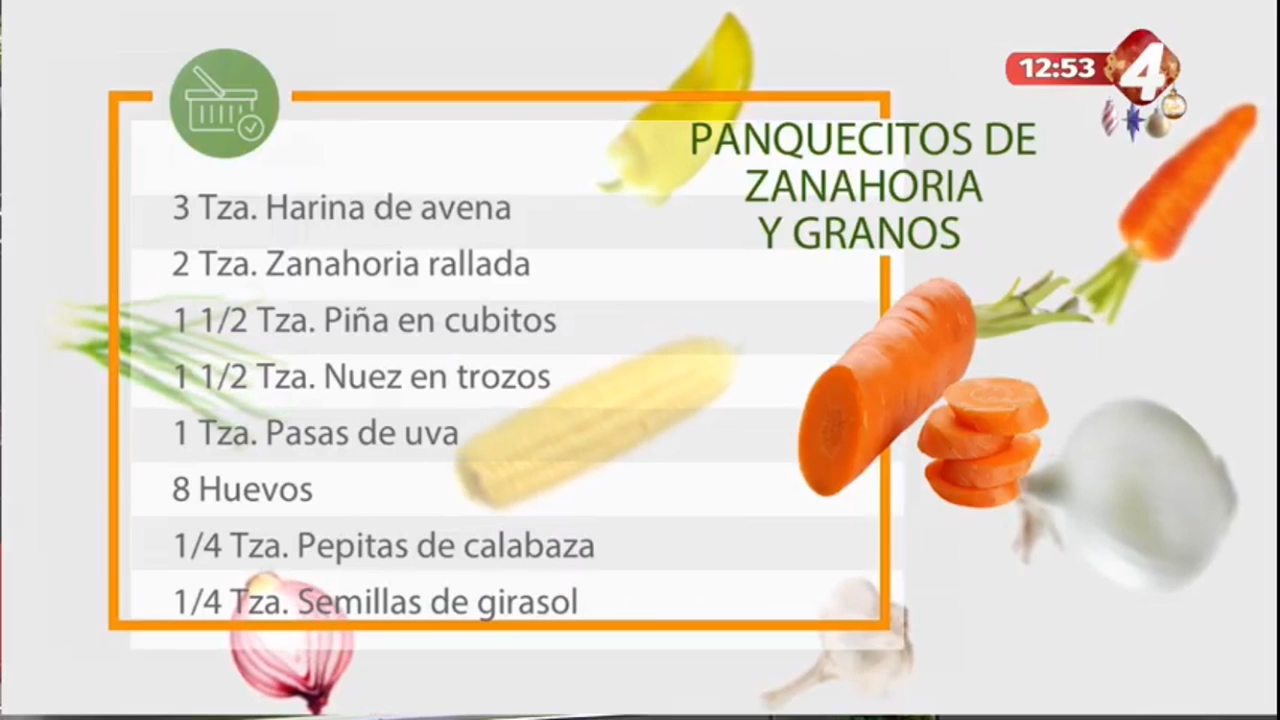 12:53
4
PANQUECITOS DE
ZANAHORIA
Y GRANOS
3 Tza. Harina de avena
2 Tza. Zanahoria rallada
1 1/2 Tza. Piña en cubitos
1 1/2 Tza. Nuez en trozos
1 Tza. Pasas de uva
8 Huevos
1/4 Tza. Pepitas de calabaza
1/4 Tza. Semillas de girasol